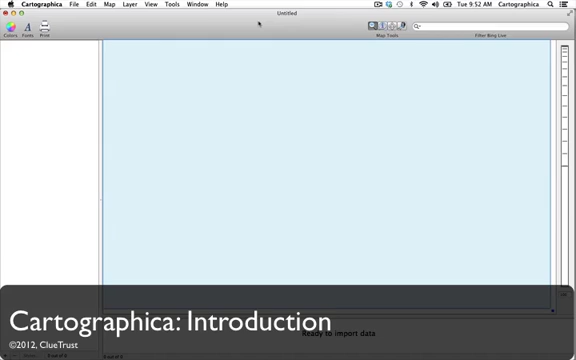 Cartographica File Edit Map Layer View Tools Window Help Tue 9:52 AM Cartographica
Untitled
Colors Fonts Print Map Tools Filter Bing Live
Ready to import data
Cartographica: Introduction
©2012, ClueTrust